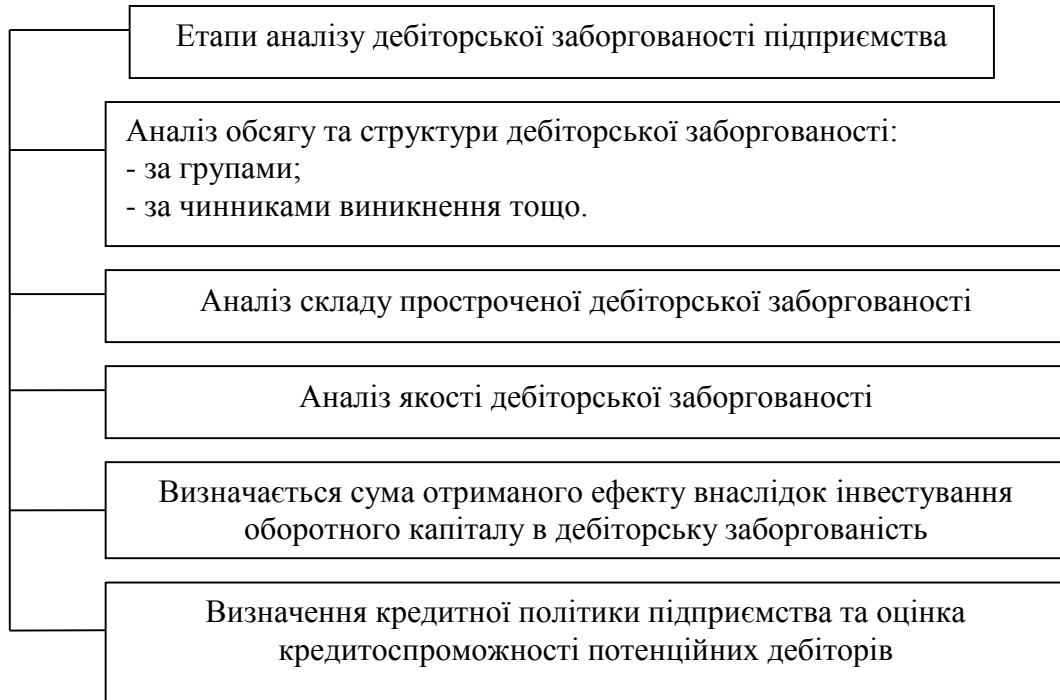 Етапи аналізу дебіторської заборгованості підприємства
Аналіз обсягу та структури дебіторської заборгованості:
- за групами;
- за чинниками виникнення тощо.
Аналіз складу простроченої дебіторської заборгованості
Аналіз якості дебіторської заборгованості
Визначається сума отриманого ефекту внаслідок інвестування
оборотного капіталу в дебіторську заборгованість
Визначення кредитної політики підприємства та оцінка
кредитоспроможності потенційних дебіторів